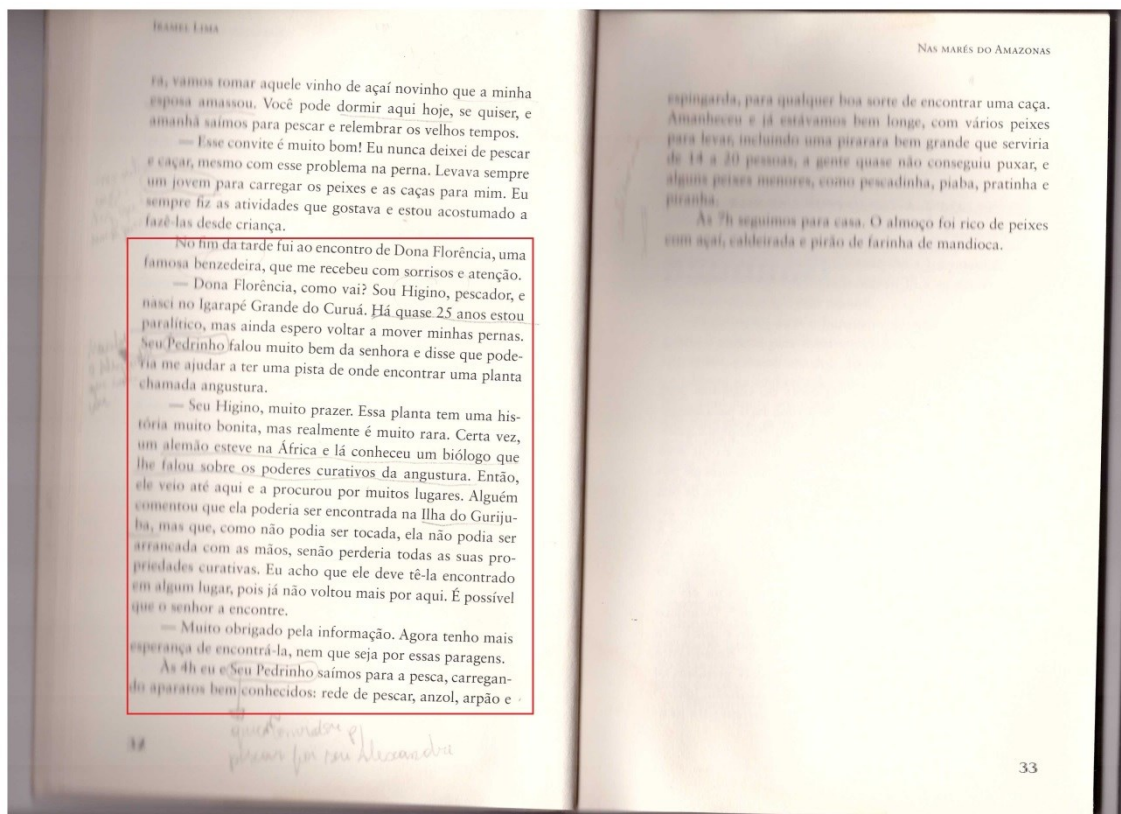 IRAMEL LIMA
ra, vamos tomar aquele vinho de açaí novinho que a minha
esposa amassou. Você pode dormir aqui hoje, se quiser, e
amanhã saímos para pescar e relembrar os velhos tempos.
— Esse convite é muito bom! Eu nunca deixei de pescar
e caçar, mesmo com esse problema na perna. Levava sempre
um jovem para carregar os peixes e as caças para mim. Eu
sempre fiz as atividades que gostava e estou acostumado a
fazê-las desde criança.
No fim da tarde fui ao encontro de Dona Florência, uma
famosa benzedeira, que me recebeu com sorrisos e atenção.
— Dona Florência, como vai? Sou Higino, pescador, e
nasci no Igarapé Grande do Curuá. Há quase 25 anos estou
paralítico, mas ainda espero voltar a mover minhas pernas.
Seu Pedrinho falou muito bem da senhora e disse que pode-
ria me ajudar a ter uma pista de onde encontrar uma planta
chamada angustura.
— Seu Higino, muito prazer. Essa planta tem uma his-
tória muito bonita, mas realmente é muito rara. Certa vez,
um alemão esteve na África e lá conheceu um biólogo que
lhe falou sobre os poderes curativos da angustura. Então,
ele veio até aqui e a procurou por muitos lugares. Alguém
comentou que ela poderia ser encontrada na Ilha do Guriju-
ba, mas que, como não podia ser tocada, ela não podia ser
arrancada com as mãos, senão perderia todas as suas pro-
priedades curativas. Eu acho que ele deve tê-la encontrado
em algum lugar, pois já não voltou mais por aqui. É possível
que o senhor a encontre.
— Muito obrigado pela informação. Agora tenho mais
esperança de encontrá-la, nem que seja por essas paragens.
Às 4h eu e Seu Pedrinho saímos para a pesca, carregan-
do aparatos bem conhecidos: rede de pescar, anzol, arpão e
pescar por seu Alexandre
NAS MARÉS DO AMAZONAS
espingarda, para qualquer boa sorte de encontrar uma caça.
Amanheceu e já estávamos bem longe, com vários peixes
para levar, incluindo uma pirarara bem grande que serviria
de 14 a 20 pessoas, a gente quase não conseguiu puxar, e
alguns peixes menores, como pescadinha, piaba, pratinha e
piranha.
Às 7h seguimos para casa. O almoço foi rico de peixes
com açaí, caldeirada e pirão de farinha de mandioca.
33